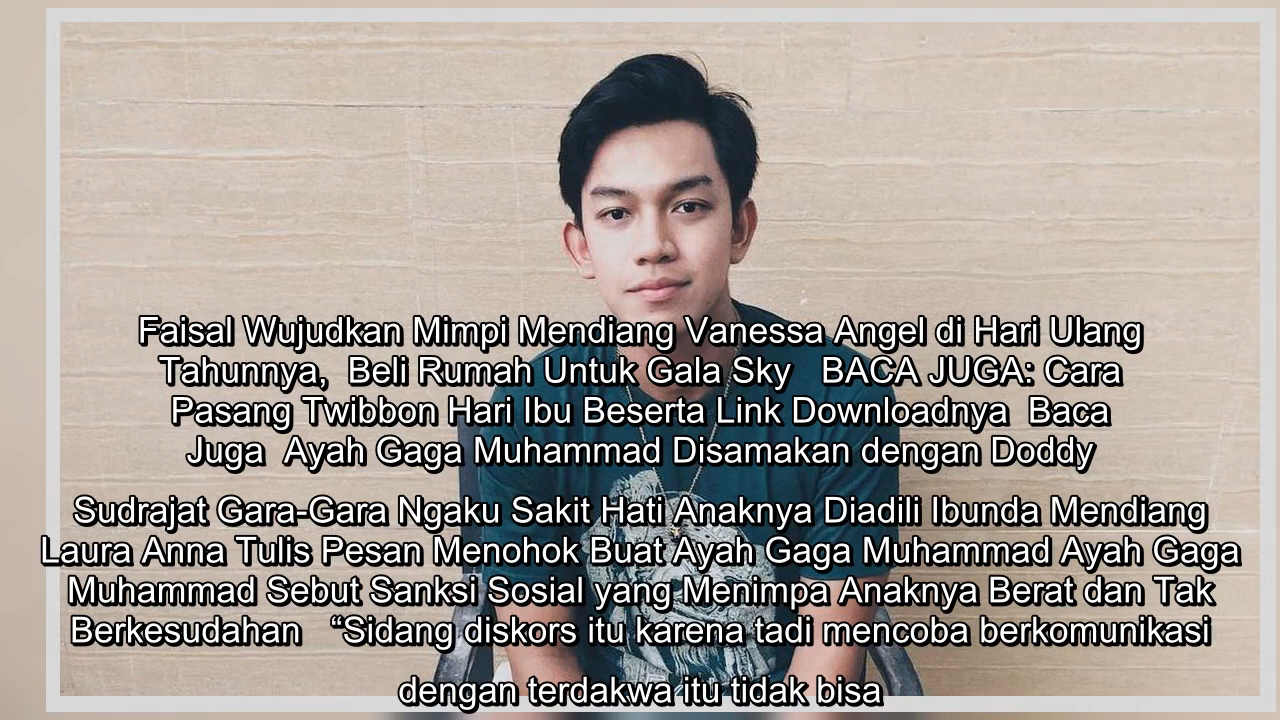 Faisal Wujudkan Mimpi Mendiang Vanessa Angel di Hari Ulang
Tahunnya,  Beli Rumah Untuk Gala Sky   BACA JUGA: Cara
Pasang Twibbon Hari Ibu Beserta Link Downloadnya  Baca
Juga  Ayah Gaga Muhammad Disamakan dengan Doddy
Sudrajat Gara-Gara Ngaku Sakit Hati Anaknya Diadili Ibunda Mendiang
Laura Anna Tulis Pesan Menohok Buat Ayah Gaga Muhammad Ayah Gaga
Muhammad Sebut Sanksi Sosial yang Menimpa Anaknya Berat dan Tak
Berkesudahan   “Sidang diskors itu karena tadi mencoba berkomunikasi
dengan terdakwa itu tidak bisa